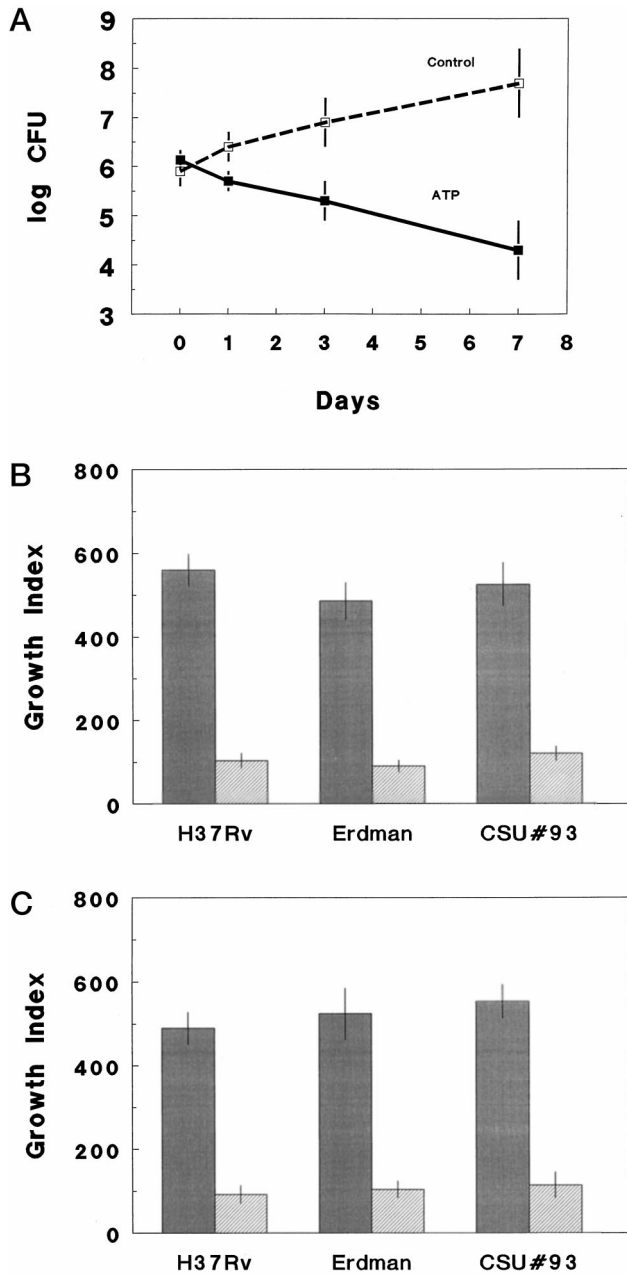 A
9
8
7
6
5
4
3
log CFU
Control
ATP
0 1 2 3 4 5 6 7 8
Days
B
800
600
400
200
0
Growth Index
H37Rv Erdman CSU#93
C
800
600
400
200
0
Growth Index
H37Rv Erdman CSU#93